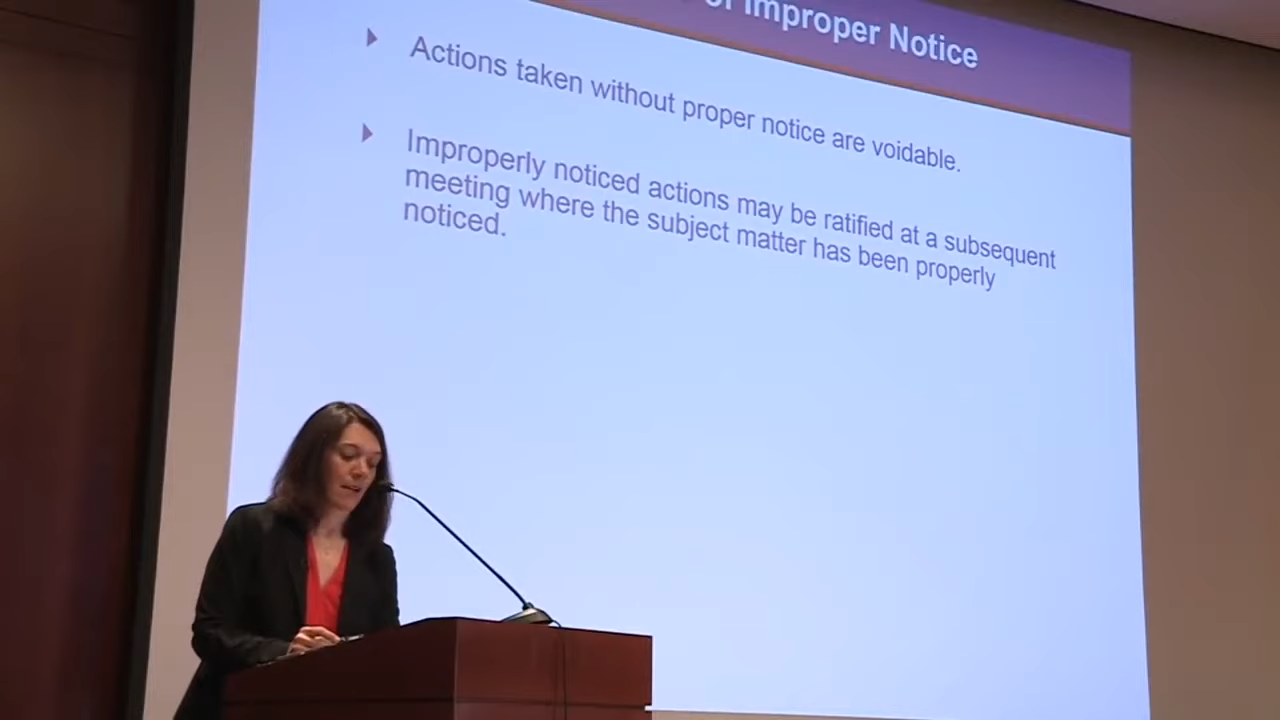 of Improper Notice
Actions taken without proper notice are voidable.
Improperly noticed actions may be ratified at a subsequent
meeting where the subject matter has been properly
noticed.